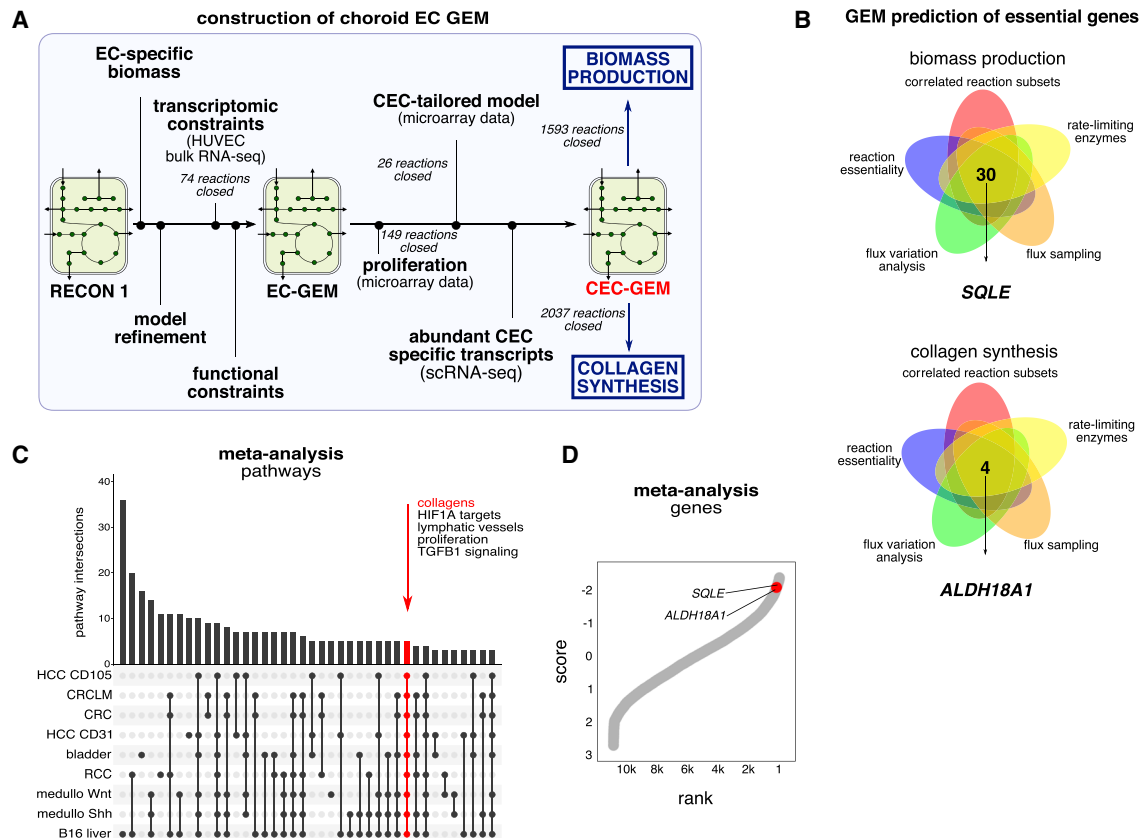 A
construction of choroid EC GEM
EC-specific
biomass
transcriptomic
constraints
(HUVEC
bulk RNA-seq)
74 reactions
closed
CEC-tailored model
(microarray data)
26 reactions
closed
BIOMASS
PRODUCTION
1593 reactions
closed
149 reactions
closed
proliferation
(microarray data)
RECON 1
EC-GEM
CEC-GEM
model
refinement
functional
constraints
abundant CEC
specific transcripts
(scRNA-seq)
2037 reactions
closed
COLLAGEN
SYNTHESIS
B
GEM prediction of essential genes
biomass production
correlated reaction subsets
rate-limiting
enzymes
reaction
essentiality
30
flux variation
analysis
flux sampling
SQLE
collagen synthesis
correlated reaction subsets
rate-limiting
enzymes
reaction
essentiality
4
flux variation
analysis
flux sampling
ALDH18A1
C
meta-analysis
pathways
pathway intersections
40
30
20
10
0
collagens
HIF1A targets
lymphatic vessels
proliferation
TGFB1 signaling
HCC CD105
CRCLM
CRC
HCC CD31
bladder
RCC
medullo Wnt
medullo Shh
B16 liver
D
meta-analysis
genes
score
-2
-1
0
1
2
3
SQLE
ALDH18A1
10k 8k 6k 4k 2k 1
rank